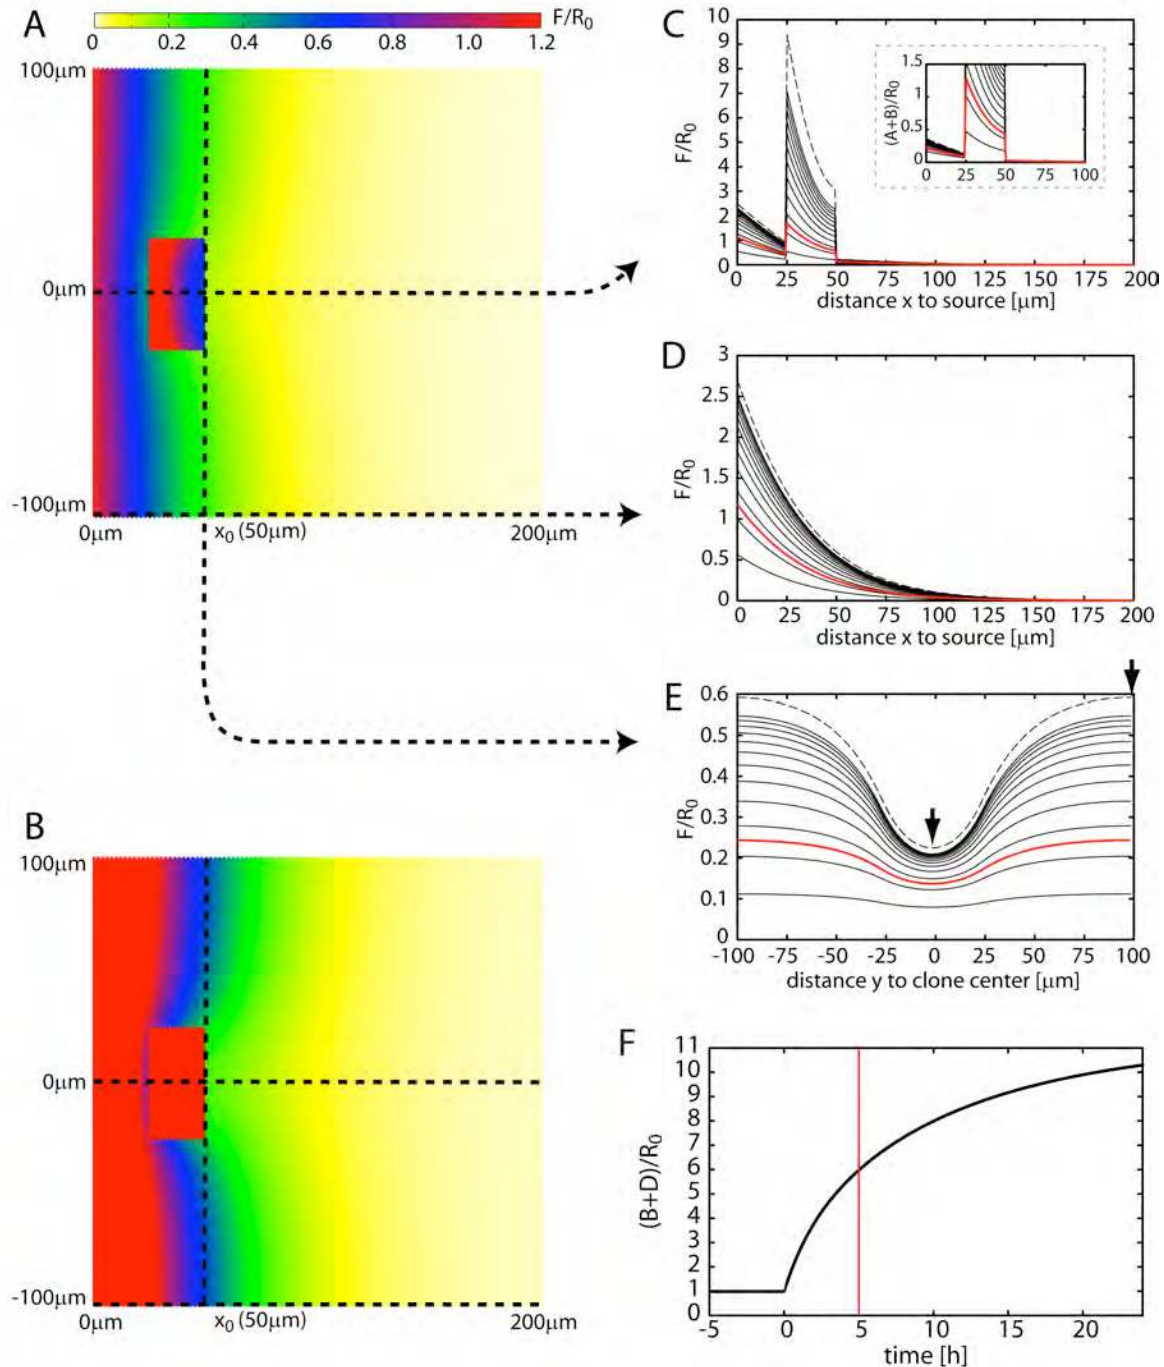 A
F/R0
0 0.2 0.4 0.6 0.8 1.0 1.2
100μm
0μm
-100μm
0μm x0 (50μm) 200μm
B
100μm
0μm
-100μm
0μm x0 (50μm) 200μm
C
F/R0
10
9
8
7
6
5
4
3
2
1
0
0 25 50 75 100 125 150 175 200
distance x to source [μm]
(A+B)/R0
1.5
1
0.5
0
0 25 50 75 100
D
F/R0
3
2.5
2
1.5
1
0.5
0
0 25 50 75 100 125 150 175 200
distance x to source [μm]
E
F/R0
0.6
0.5
0.4
0.3
0.2
0.1
0
-100 -75 -50 -25 0 25 50 75 100
distance y to clone center [μm]
F
(B+D)/R0
11
10
9
8
7
6
5
4
3
2
1
0
-5 0 5 10 15 20
time [h]